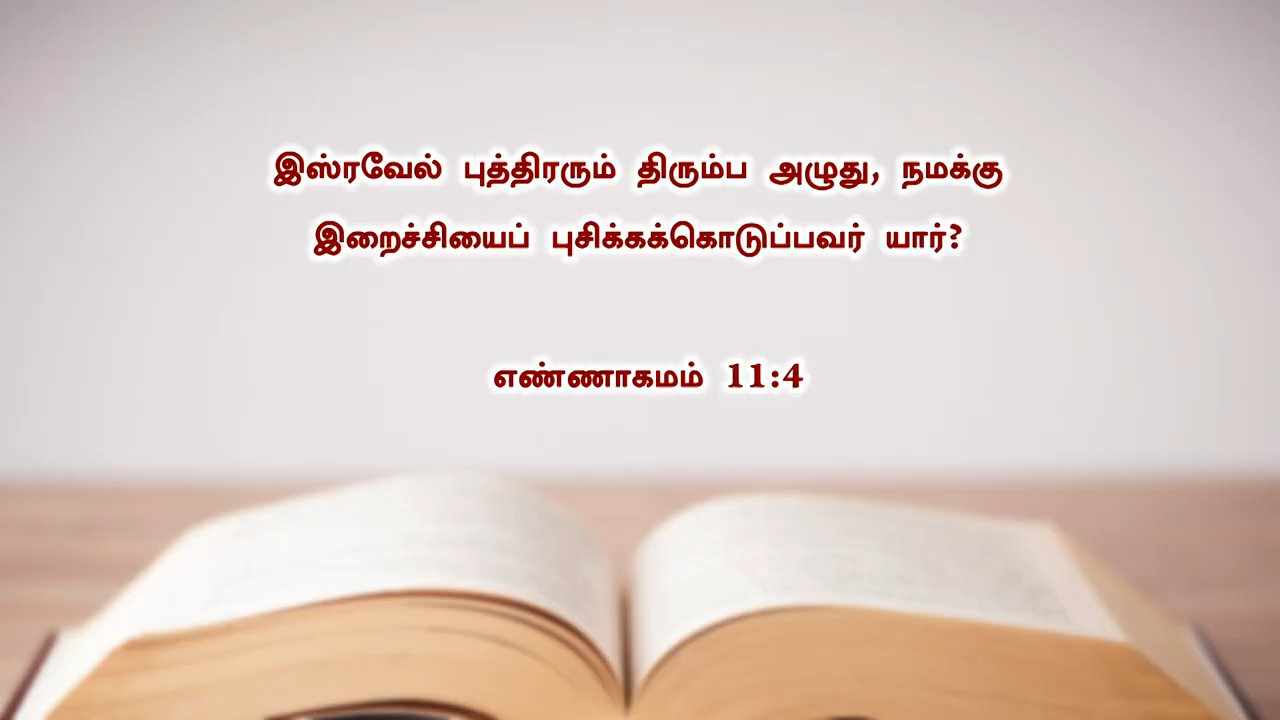 இஸ்ரவேல் புத்திரரும் திரும்ப அழுது, நமக்கு
இறைச்சியைப் புசிக்கக்கொடுப்பவர் யார்?
எண்ணாகமம் 11:4